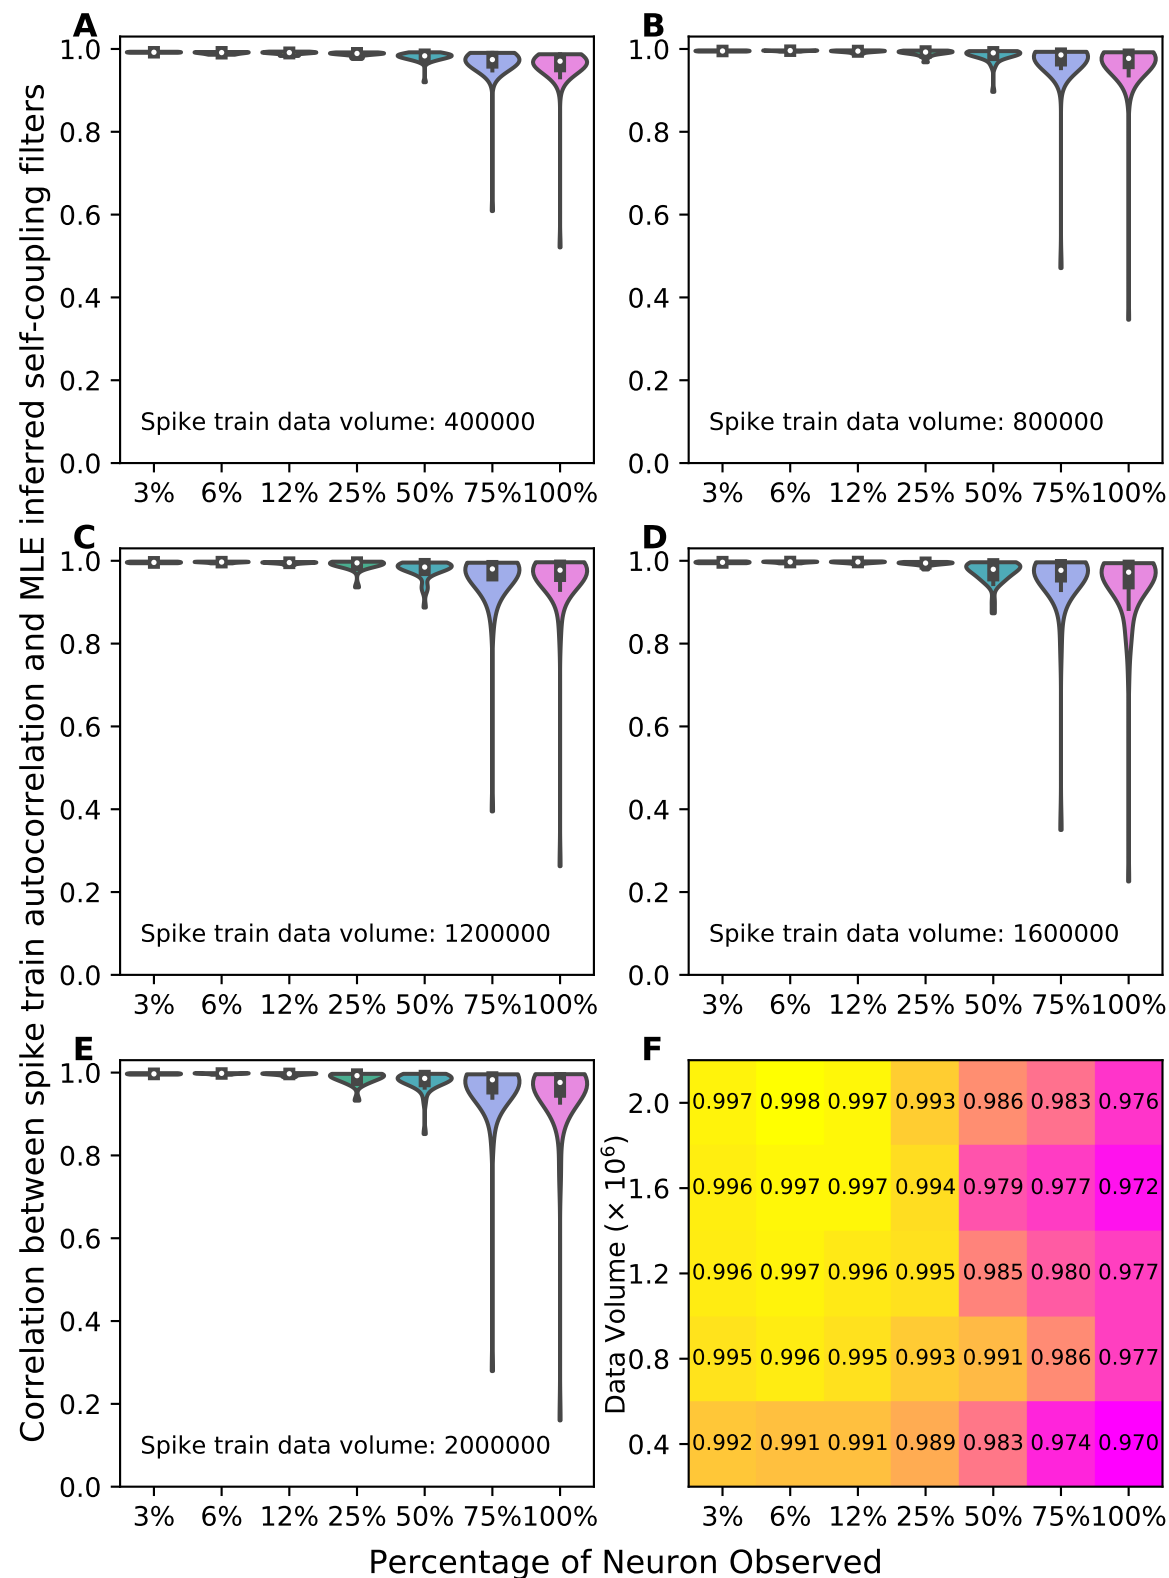 Correlation between spike train autocorrelation and MLE inferred self-coupling filters
A
1.0
0.8
0.6
0.4
0.2
0.0
Spike train data volume: 400000
3% 6% 12% 25% 50% 75% 100%
B
1.0
0.8
0.6
0.4
0.2
0.0
Spike train data volume: 800000
3% 6% 12% 25% 50% 75% 100%
C
1.0
0.8
0.6
0.4
0.2
0.0
Spike train data volume: 1200000
3% 6% 12% 25% 50% 75% 100%
D
1.0
0.8
0.6
0.4
0.2
0.0
Spike train data volume: 1600000
3% 6% 12% 25% 50% 75% 100%
E
1.0
0.8
0.6
0.4
0.2
0.0
Spike train data volume: 2000000
3% 6% 12% 25% 50% 75% 100%
F
Data Volume (× 10⁶)
2.0 0.997 0.998 0.997 0.993 0.986 0.983 0.976
1.6 0.996 0.997 0.997 0.994 0.979 0.977 0.972
1.2 0.996 0.997 0.996 0.995 0.985 0.980 0.977
0.8 0.995 0.996 0.995 0.993 0.991 0.986 0.977
0.4 0.992 0.991 0.991 0.989 0.983 0.974 0.970
3% 6% 12% 25% 50% 75% 100%
Percentage of Neuron Observed